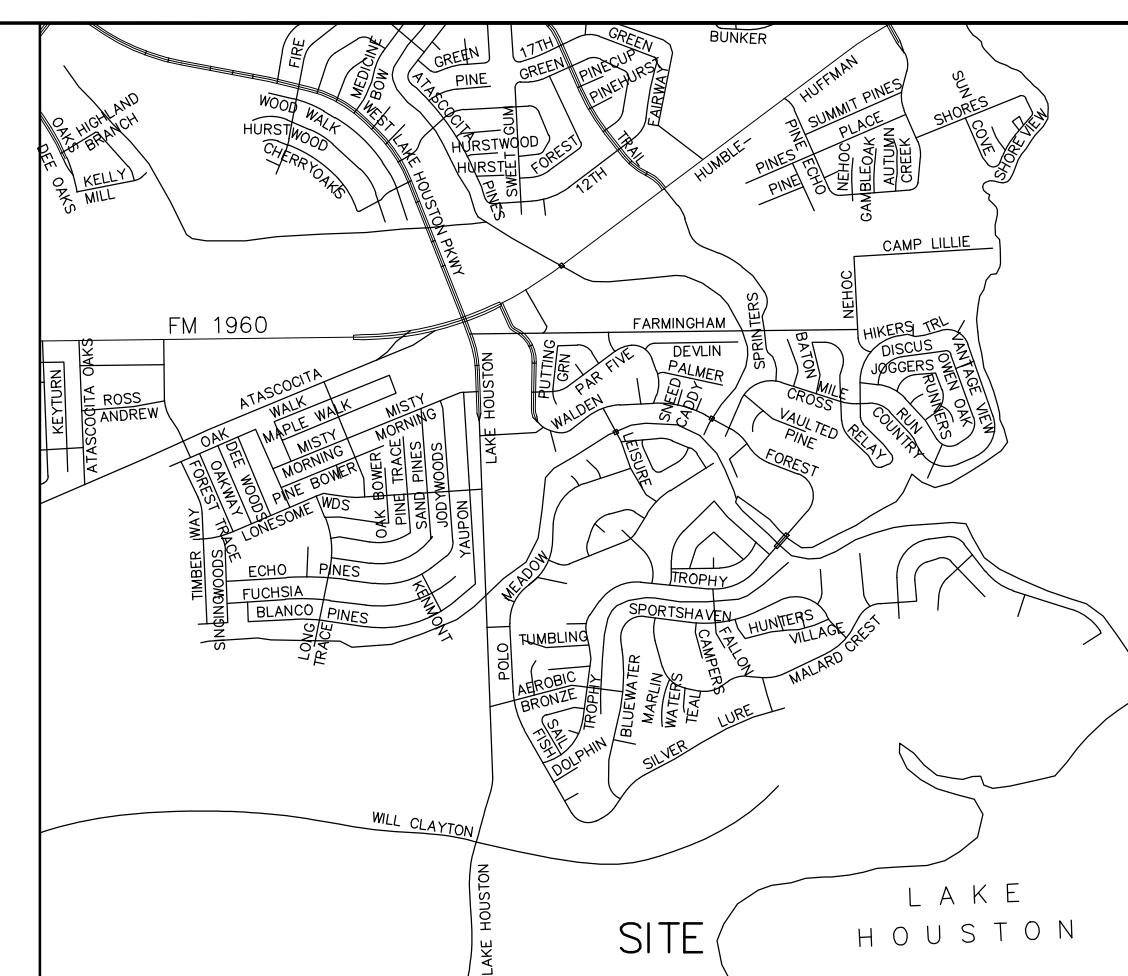 BUNKER
GREEN
17TH
GREEN
GREEN
PINE
PINECUP
PINEHURST
FAIRWAY
FIRE
MEDICINE
BOW
ATASCOCITA
WOOD WALK
HURSTWOOD
CHERRYOAKS
WEST LAKE HOUSTON PKWY
HURSTWOOD
HURST
SWEET GUM
FOREST
PINES
12TH
TRAIL
HUMBLE-
HUFFMAN
SUMMIT PINES
PLACE
PINES
PINE
PINE ECHO
NEHOC
GAMBLEOAK
AUTUMN
CREEK
SUN
SHORES
COVE
SHORE VIEW
OAKS
HIGHLAND
BRANCH
DEE OAKS
KELLY
MILL
CAMP LILLIE
NEHOC
FM 1960
FARMINGHAM
SPRINTERS
HIKERS TRL
DISCUS
JOGGERS
VANTAGE VIEW
OWEN OAK
RUNNERS
RUN
COUNTRY
BATON
MILE
CROSS
RELAY
VAULTED
PINE
FOREST
DEVLIN
PALMER
SNEED
CADDY
PAR FIVE
PUTTING
GRN
WALDEN
LEISURE
KEYTURN
ATASCOCITA OAKS
ROSS
ANDREW
ATASCOCITA
WALK
MAPLE WALK
MISTY
MORNING
OAK
MISTY
MORNING
PINE BOWER
DEE WOODS
OAKWAY
FOREST TRACE
LONESOME
WDS
OAK BOWER
PINE TRACE
SAND PINES
JODYWOODS
YAUPON
LAKE HOUSTON
TIMBER WAY
SINGINGWOODS
ECHO PINES
FUCHSIA
BLANCO PINES
LONG
TRACE
KENMONT
MEADOW
TROPHY
SPORTSHAVEN
HUNTERS
VILLAGE
MALARD CREST
FALLON
CAMPERS
TUMBLING
POLO
AEROBIC
BRONZE
TROPHY
SAIL
FISH
DOLPHIN
BLUEWATER
MARLIN
WATERS
TEAL
SILVER LURE
WILL CLAYTON
LAKE HOUSTON
SITE
LAKE
HOUSTON